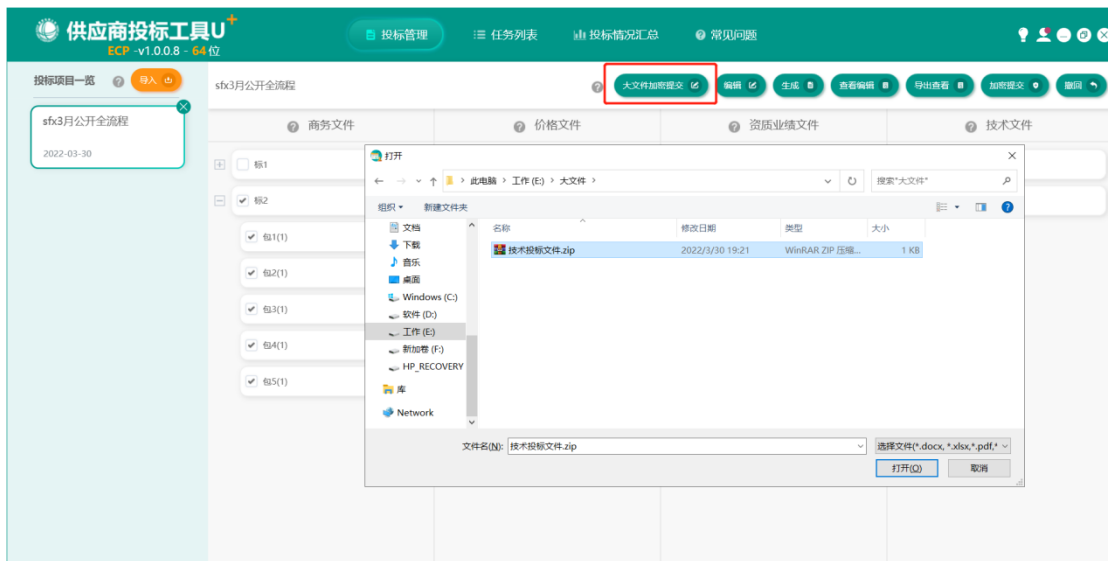 供应商投标工具U+
ECP -v1.0.0.8 - 64位
投标管理
任务列表
投标情况汇总
常见问题
投标项目一览
导入
sfx3月公开全流程
大文件加密提交
编辑
生成
查看编辑
导出查看
加密提交
撤回
stx3月公开全流程
2022-03-30
商务文件
价格文件
资质业绩文件
技术文件
标1
标2
包1(1)
包2(1)
包3(1)
包4(1)
包5(1)
打开
此电脑 › 工作 (E:) › 大文件 ›
搜索"大文件"
组织
新建文件夹
名称
修改日期
类型
大小
技术投标文件.zip
2022/3/30 19:21
WinRAR ZIP 压缩...
1 KB
文档
下载
音乐
桌面
Windows (C:)
软件 (D:)
工作 (E:)
新加卷 (F:)
HP_RECOVERY
库
Network
文件名(N):
技术投标文件.zip
选择文件(*.docx, *.xlsx,*.pdf,*
打开(O)
取消